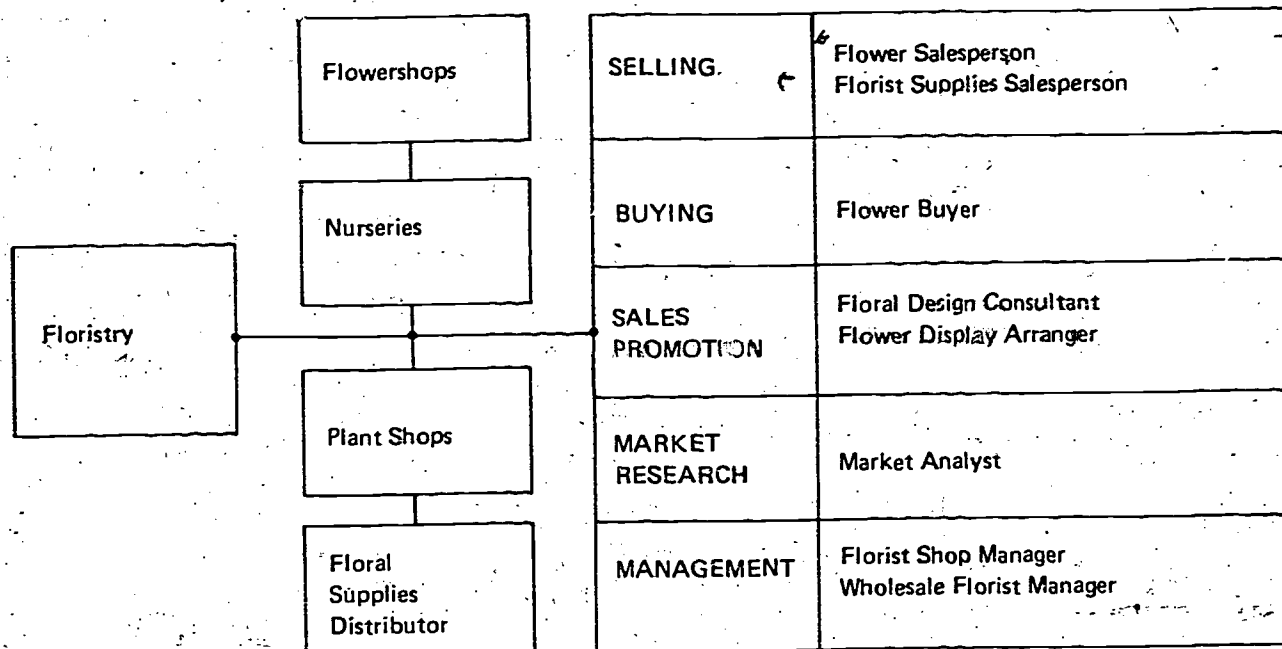 Floristry
Flowershops
Nurseries
Plant Shops
Floral
Supplies
Distributor
SELLING.
Flower Salesperson
Florist Supplies Salesperson
BUYING
Flower Buyer
SALES
PROMOTION
Floral Design Consultant
Flower Display Arranger
MARKET
RESEARCH
Market Analyst
MANAGEMENT
Florist Shop Manager
Wholesale Florist Manager